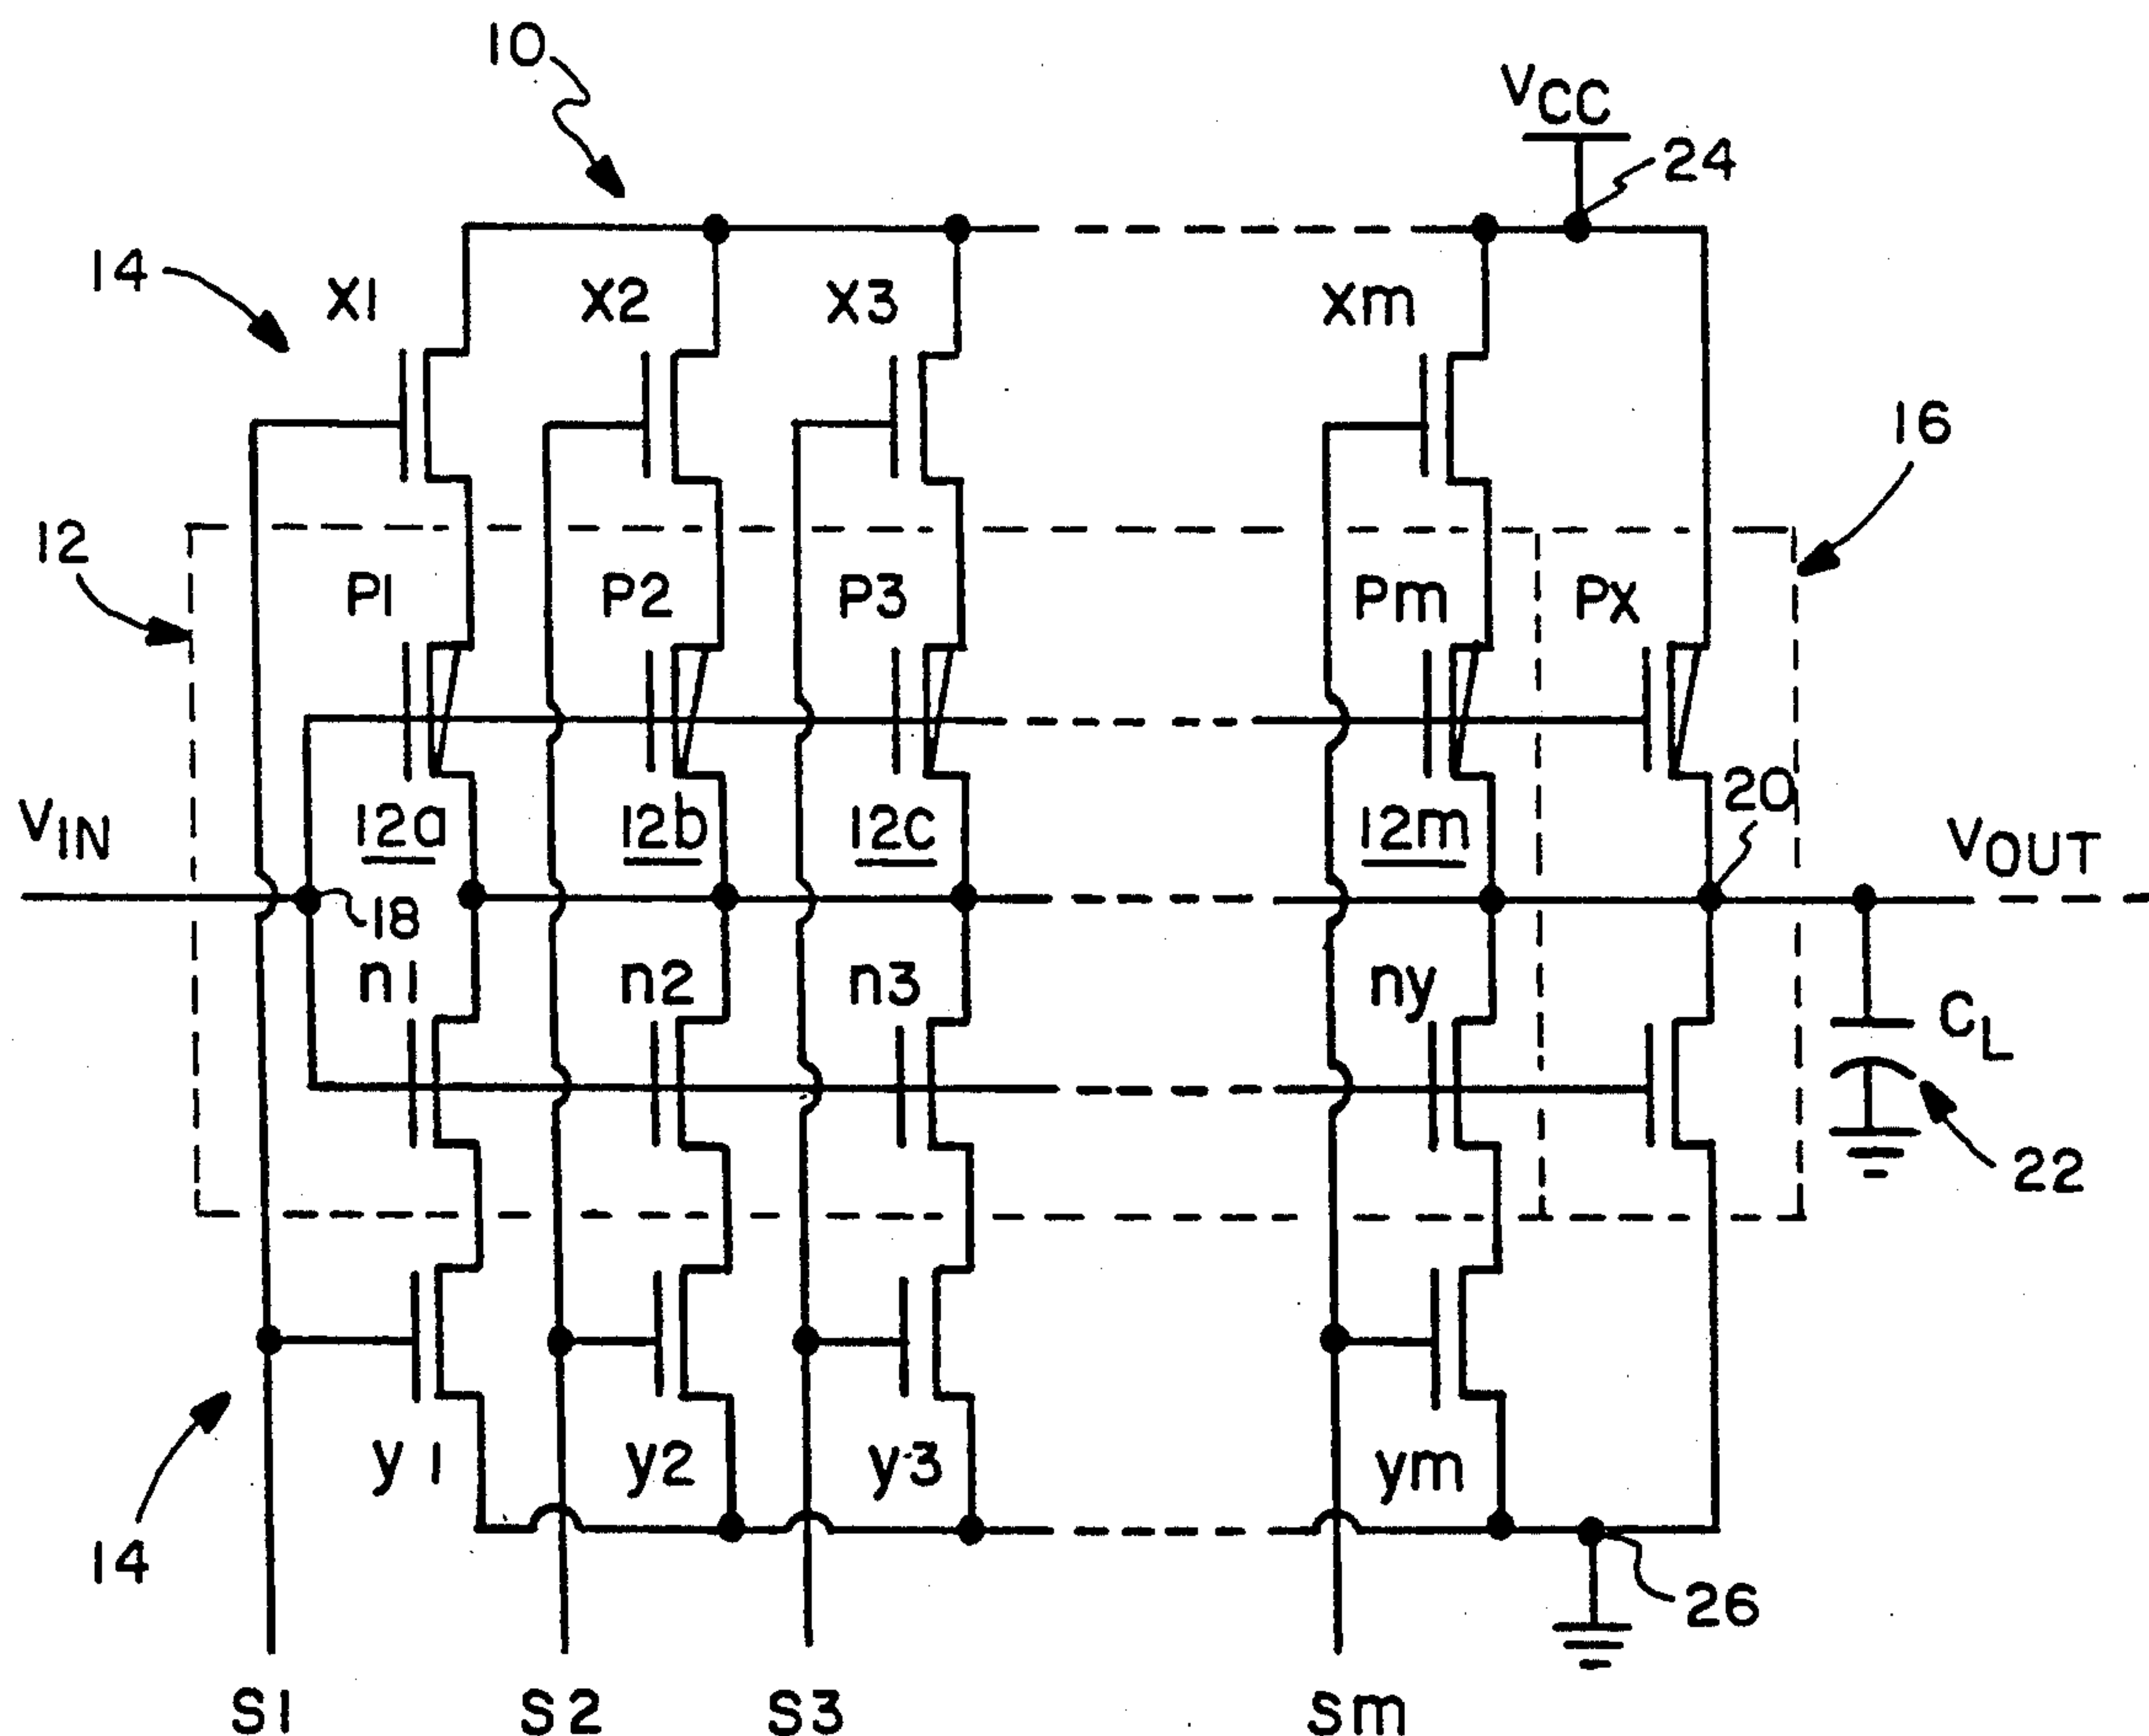 10
VCC
24
14
X1
X2
X3
Xm
16
12
P1
P2
P3
Pm
PX
20
VIN
12a
12b
12c
12m
VOUT
18
n1
n2
n3
ny
CL
22
y1
y2
y3
ym
14
26
S1
S2
S3
Sm